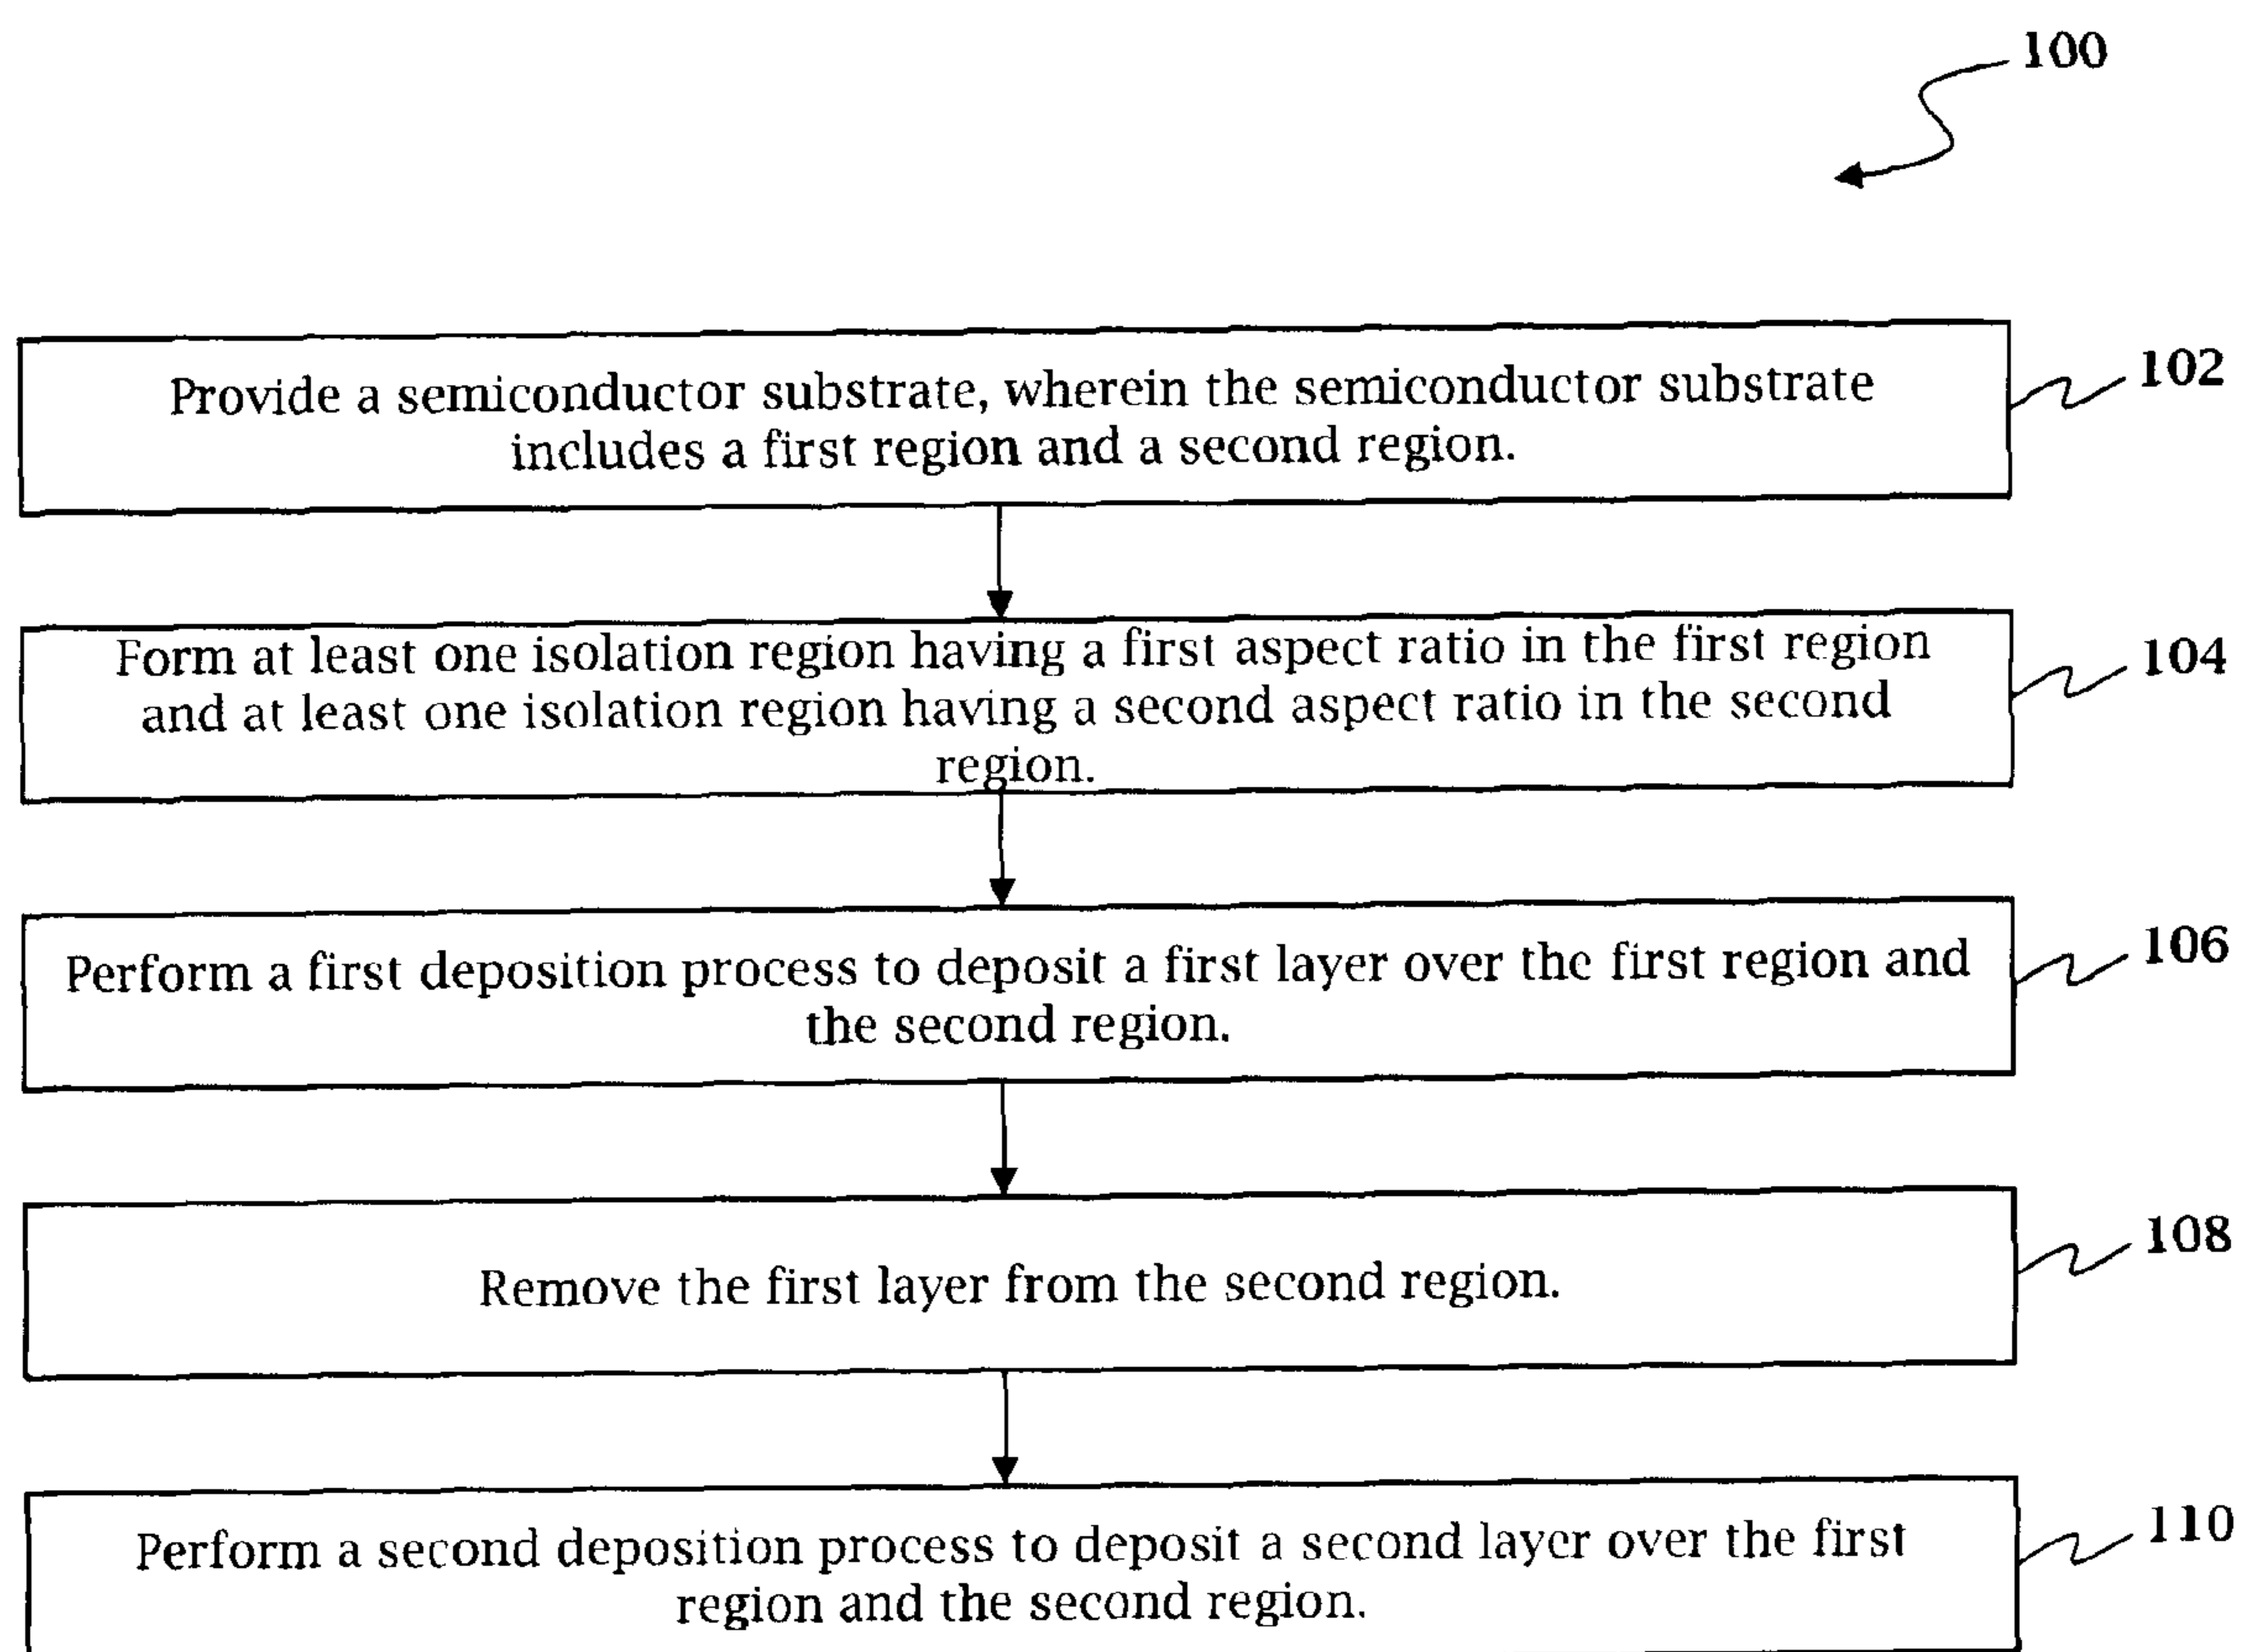 100
Provide a semiconductor substrate, wherein the semiconductor substrate
includes a first region and a second region.
102
Form at least one isolation region having a first aspect ratio in the first region
and at least one isolation region having a second aspect ratio in the second
region.
104
Perform a first deposition process to deposit a first layer over the first region and
the second region.
106
Remove the first layer from the second region.
108
Perform a second deposition process to deposit a second layer over the first
region and the second region.
110